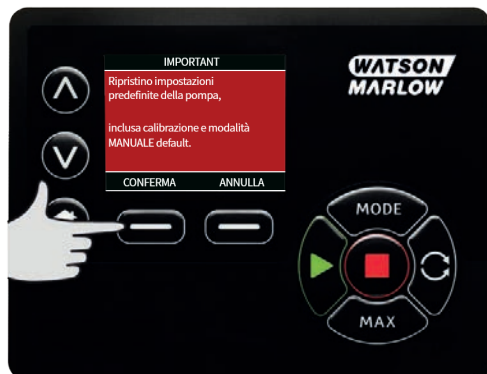 IMPORTANT
Ripristino impostazioni
predefinite della pompa,
inclusa calibrazione e modalità
MANUALE default.
CONFERMA ANNULLA
WATSON
MARLOW
MODE
MAX